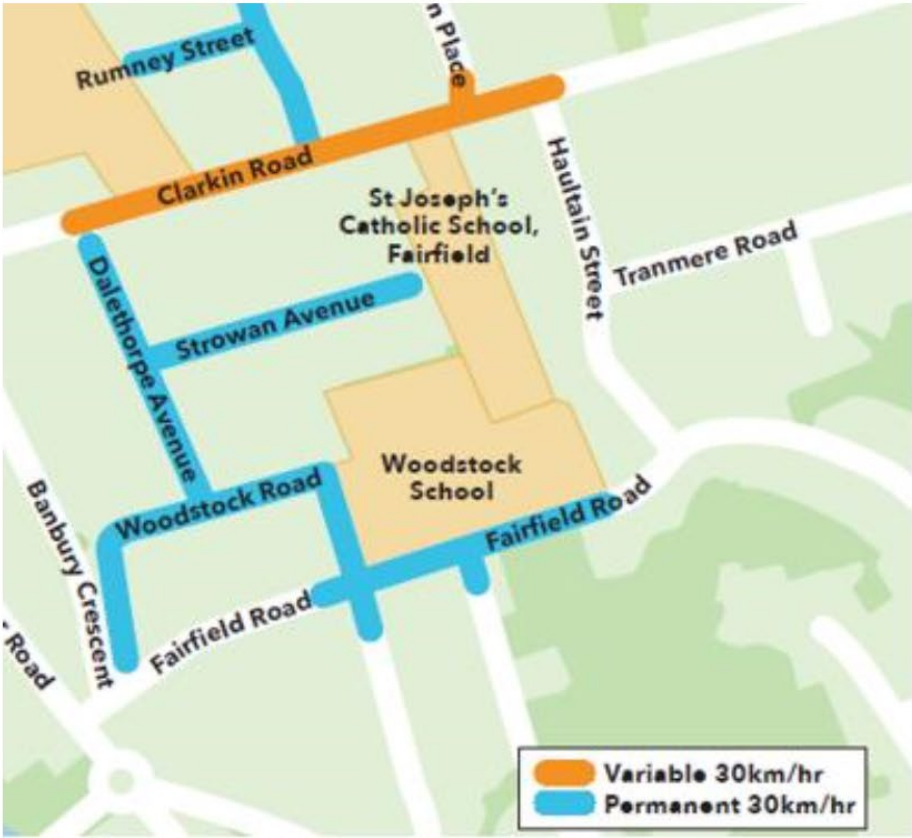 n Place
Rumney Street
Clarkin Road
St Joseph's
Catholic School,
Fairfield
Haultain Street
Tranmere Road
Dalethorpe Avenue
Strowan Avenue
Woodstock
School
Woodstock Road
Fairfield Road
Banbury Crescent
Fairfield Road
Road
Variable 30km/hr
Permanent 30km/hr